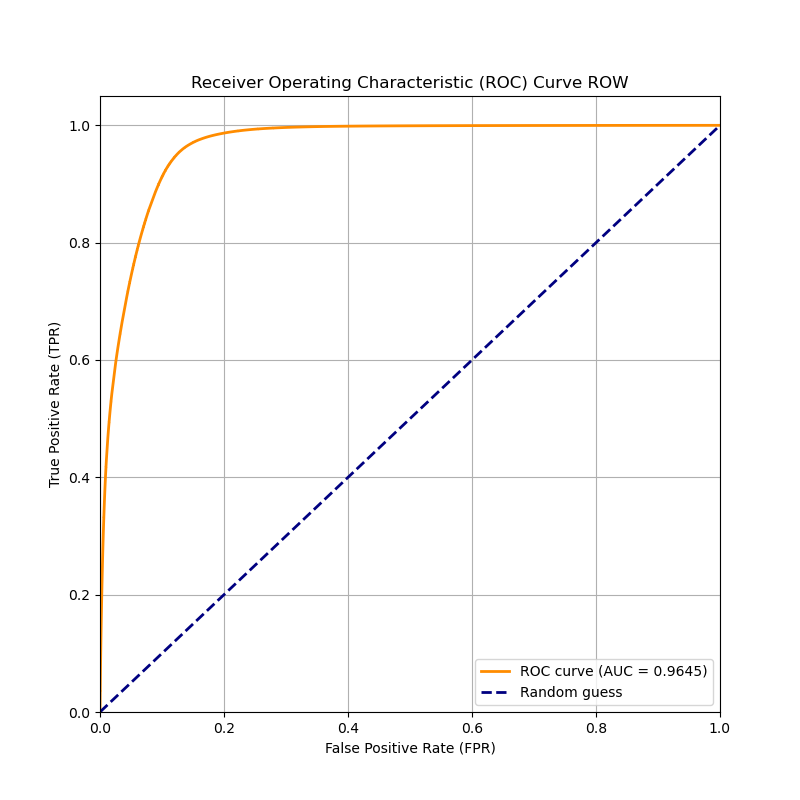 Receiver Operating Characteristic (ROC) Curve ROW
1.0
0.8
0.6
0.4
0.2
0.0
True Positive Rate (TPR)
ROC curve (AUC = 0.9645)
Random guess
0.0 0.2 0.4 0.6 0.8 1.0
False Positive Rate (FPR)